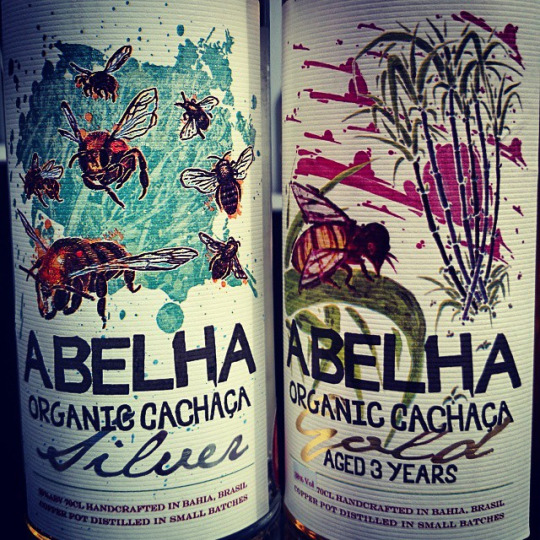 ABELHA
ORGANIC CACHAÇA
Silver
70CL HANDCRAFTED IN BAHIA, BRASIL
COPPER POT DISTILLED IN SMALL BATCHES
ABELHA
ORGANIC CACHAÇA
Gold
AGED 3 YEARS
Vol 70CL HANDCRAFTED IN BAHIA, BRASIL
COPPER POT DISTILLED IN SMALL BATCHES